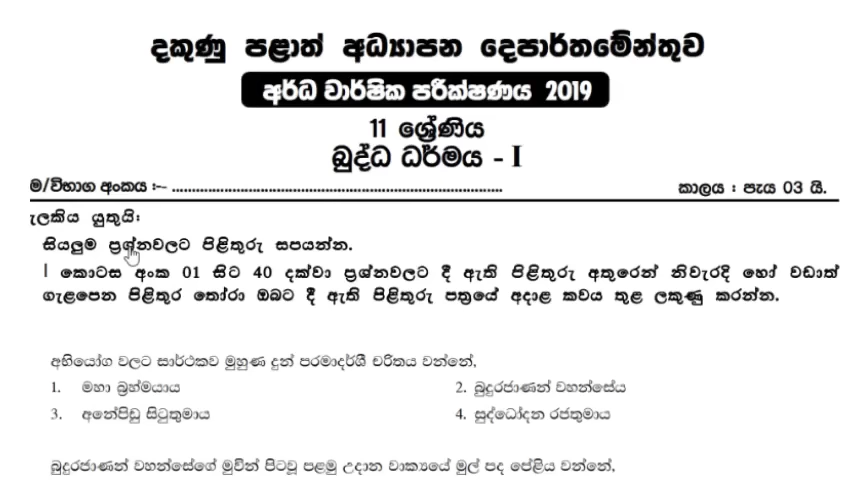 දකුණු පළාත් අධ්‍යාපන දෙපාර්තමේන්තුව
අර්ධ වාර්ෂික පරීක්ෂණය 2019
11 ශ්‍රේණිය
බුද්ධ ධර්මය - I
ම/විභාග අංකය :-- ....................................................................................
කාලය : පැය 03 යි.
ැලකිය යුතුයි:
සියලුම ප්‍රශ්නවලට පිළිතුරු සපයන්න.
I කොටස අංක 01 සිට 40 දක්වා ප්‍රශ්නවලට දී ඇති පිළිතුරු අතුරෙන් නිවැරදි හෝ වඩාත්
ගැළපෙන පිළිතුර තෝරා ඔබට දී ඇති පිළිතුරු පත්‍රයේ අදාළ කවය තුළ ලකුණු කරන්න.
අභියෝග වලට සාර්ථකව මුහුණ දුන් පරමාදර්ශී චරිතය වන්නේ,
1. මහා බ්‍රහ්මයාය
2. බුදුරජාණන් වහන්සේය
3. අනේපිඬු සිටුතුමාය
4. සුද්ධෝදන රජතුමාය
බුදුරජාණන් වහන්සේගේ මුවින් පිටවූ පළමු උදාන වාක්‍යයේ මුල් පද පේළිය වන්නේ,